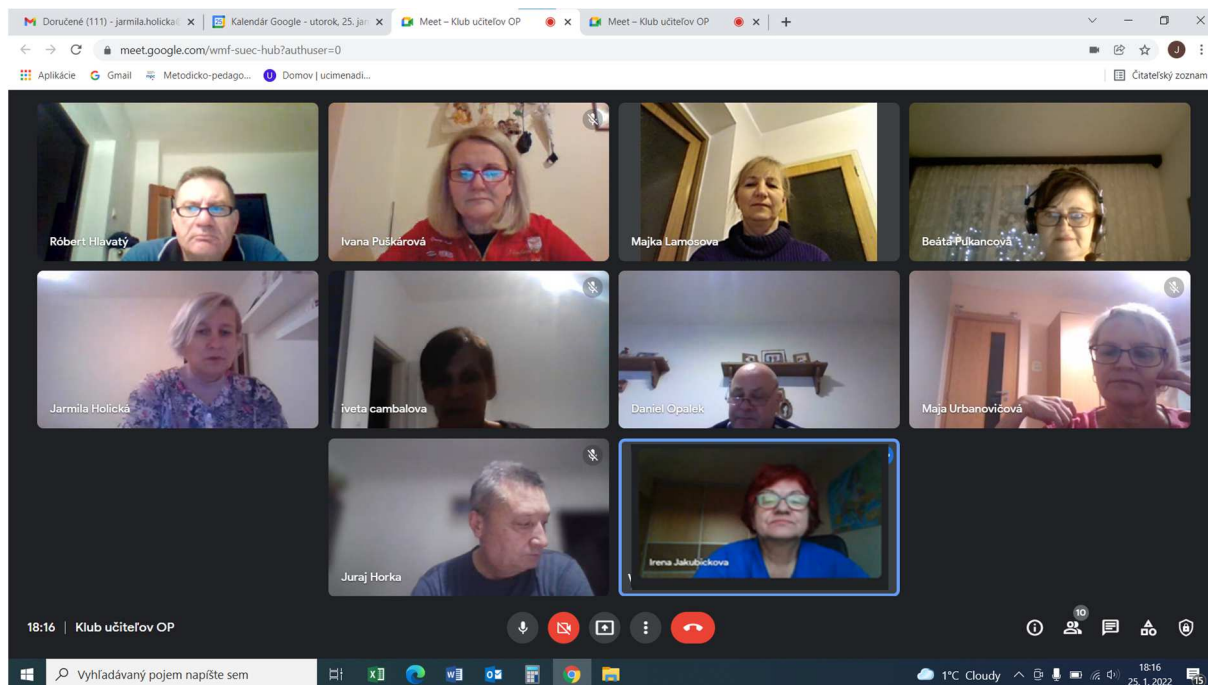 Doručené (111) - jarmila.holicka
Kalendár Google - utorok, 25. jan
Meet – Klub učiteľov OP
Meet – Klub učiteľov OP
meet.google.com/wmf-suec-hub?authuser=0
J
Aplikácie
Gmail
Metodicko-pedago...
Domov | ucimenadi...
Čitateľský zoznam
Róbert Hlavatý
Ivana Puškárová
Majka Lamosova
Beáta Pukancová
Jarmila Holická
iveta cambalova
Daniel Opalek
Maja Urbanovičová
Juraj Horka
Irena Jakubickova
18:16 | Klub učiteľov OP
10
Vyhľadávaný pojem napíšte sem
1°C Cloudy
18:16
25. 1. 2022
15